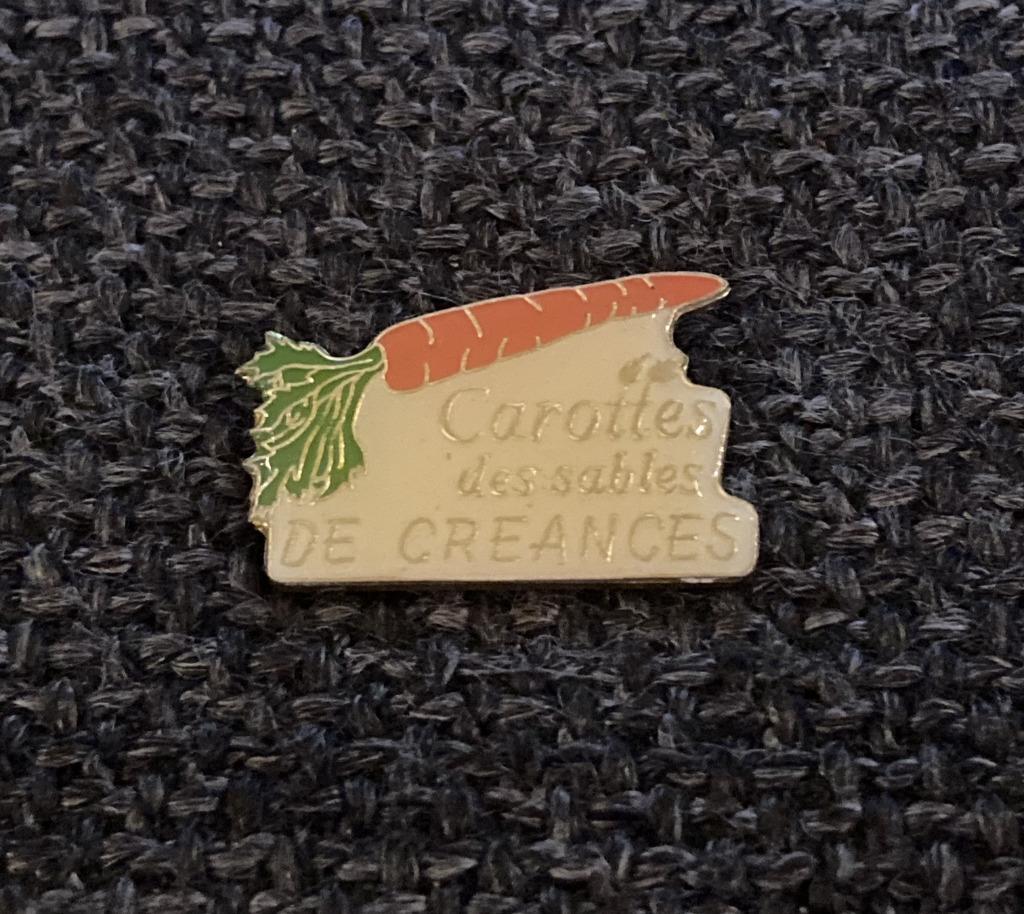 Carottes
des sables
DE CREANCES